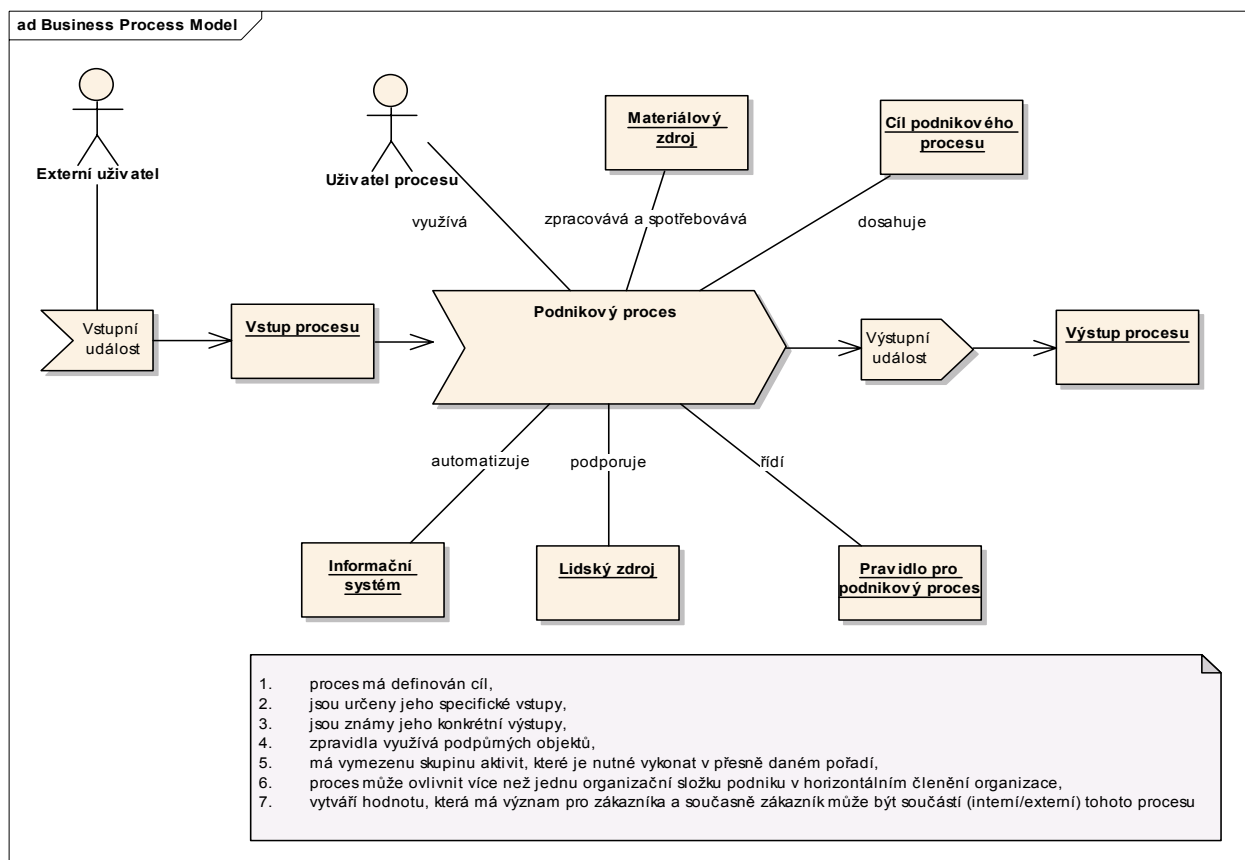 ad Business Process Model
Externí uživatel
Uživatel procesu
Materiálový
zdroj
Cíl podnikového
procesu
využívá
zpracovává a spotřebovává
dosahuje
Vstupní
událost
Vstup procesu
Podnikový proces
Výstupní
událost
Výstup procesu
automatizuje
podporuje
řídí
Informační
systém
Lidský zdroj
Pravidlo pro
podnikový proces
1. proces má definován cíl,
2. jsou určeny jeho specifické vstupy,
3. jsou známy jeho konkrétní výstupy,
4. zpravidla využívá podpůrných objektů,
5. má vymezenu skupinu aktivit, které je nutné vykonat v přesně daném pořadí,
6. proces může ovlivnit více než jednu organizační složku podniku v horizontálním členění organizace,
7. vytváří hodnotu, která má význam pro zákazníka a současně zákazník může být součástí (interní/externí) tohoto procesu